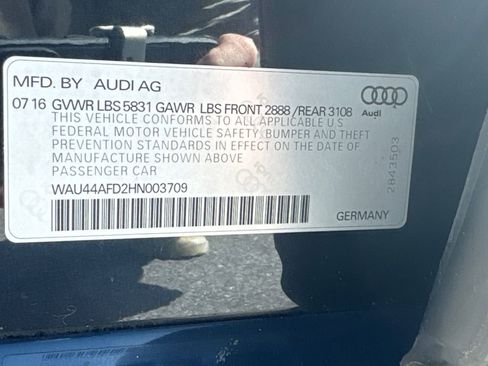 MFD. BY AUDI AG
07 16 GVWR LBS 5831 GAWR LBS FRONT 2888 / REAR 3108
THIS VEHICLE CONFORMS TO ALL APPLICABLE U.S
FEDERAL MOTOR VEHICLE SAFETY, BUMPER AND THEFT
PREVENTION STANDARDS IN EFFECT ON THE DATE OF
MANUFACTURE SHOWN ABOVE
PASSENGER CAR
WAU44AFD2HN003709
Audi
2843503
GERMANY